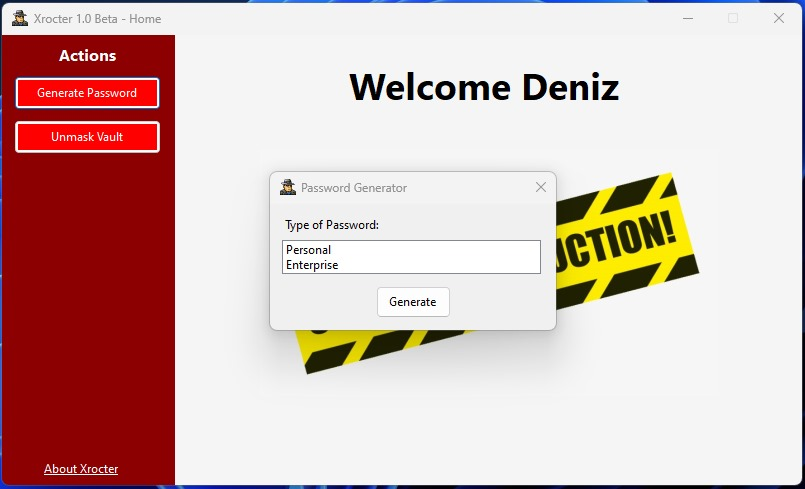 Xrocter 1.0 Beta - Home
Actions
Generate Password
Unmask Vault
Welcome Deniz
Password Generator
Type of Password:
Personal
Enterprise
Generate
UCTION!
About Xrocter